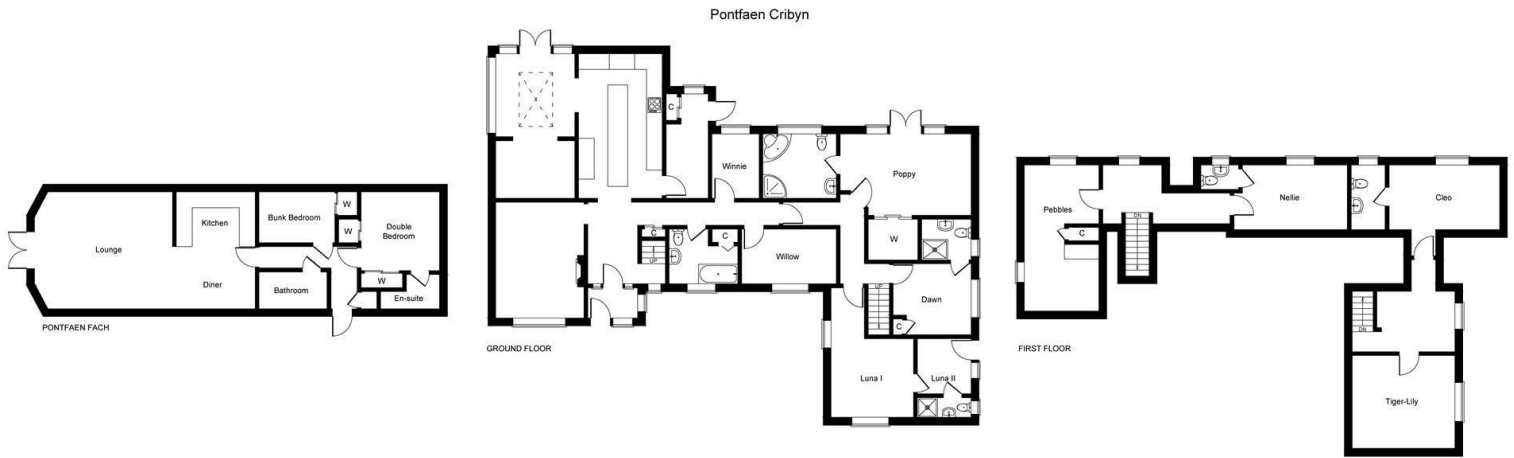 Pontfaen Cribyn
Lounge
Kitchen
Diner
Bunk Bedroom
W
W
Double
Bedroom
W
Bathroom
En-suite
PONTFAEN FACH
C
Winnie
Poppy
C
UP
C
Willow
W
UP
Dawn
C
Luna I
Luna II
GROUND FLOOR
Pebbles
C
DN
Nellie
Cleo
DN
Tiger-Lily
FIRST FLOOR